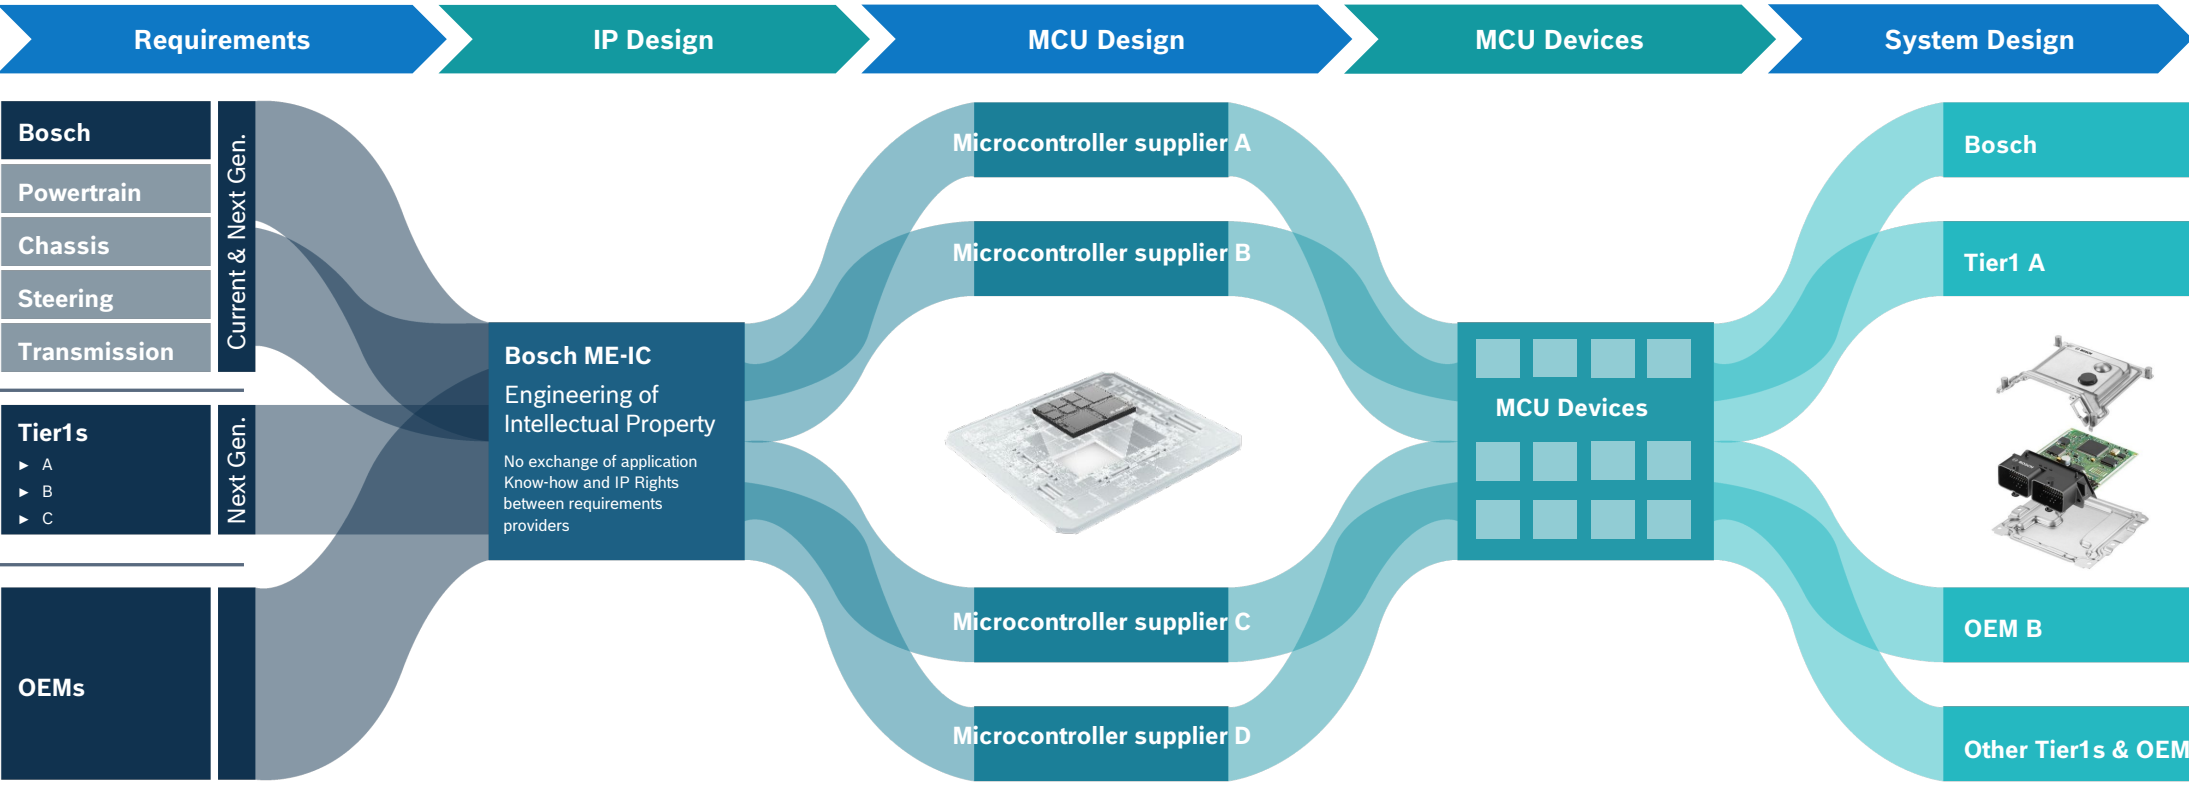 Requirements
IP Design
MCU Design
MCU Devices
System Design
Bosch
Powertrain
Chassis
Steering
Transmission
Current & Next Gen.
Tier1s
► A
► B
► C
Next Gen.
OEMs
Bosch ME-IC
Engineering of
Intellectual Property
No exchange of application
Know-how and IP Rights
between requirements
providers
Microcontroller supplier A
Microcontroller supplier B
Microcontroller supplier C
Microcontroller supplier D
MCU Devices
Bosch
Tier1 A
OEM B
Other Tier1s & OEM